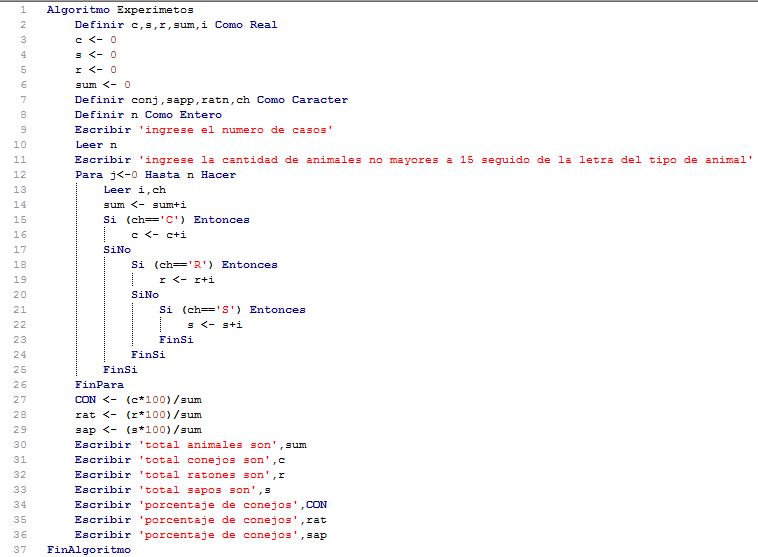 1 Algoritmo Experimetos
2 Definir c,s,r,sum,i Como Real
3 c <- 0
4 s <- 0
5 r <- 0
6 sum <- 0
7 Definir conj,sapp,ratn,ch Como Caracter
8 Definir n Como Entero
9 Escribir 'ingrese el numero de casos'
10 Leer n
11 Escribir 'ingrese la cantidad de animales no mayores a 15 seguido de la letra del tipo de animal'
12 Para j<-0 Hasta n Hacer
13 Leer i,ch
14 sum <- sum+i
15 Si (ch=='C') Entonces
16 c <- c+i
17 SiNo
18 Si (ch=='R') Entonces
19 r <- r+i
20 SiNo
21 Si (ch=='S') Entonces
22 s <- s+i
23 FinSi
24 FinSi
25 FinSi
26 FinPara
27 CON <- (c*100)/sum
28 rat <- (r*100)/sum
29 sap <- (s*100)/sum
30 Escribir 'total animales son',sum
31 Escribir 'total conejos son',c
32 Escribir 'total ratones son',r
33 Escribir 'total sapos son',s
34 Escribir 'porcentaje de conejos',CON
35 Escribir 'porcentaje de conejos',rat
36 Escribir 'porcentaje de conejos',sap
37 FinAlgoritmo